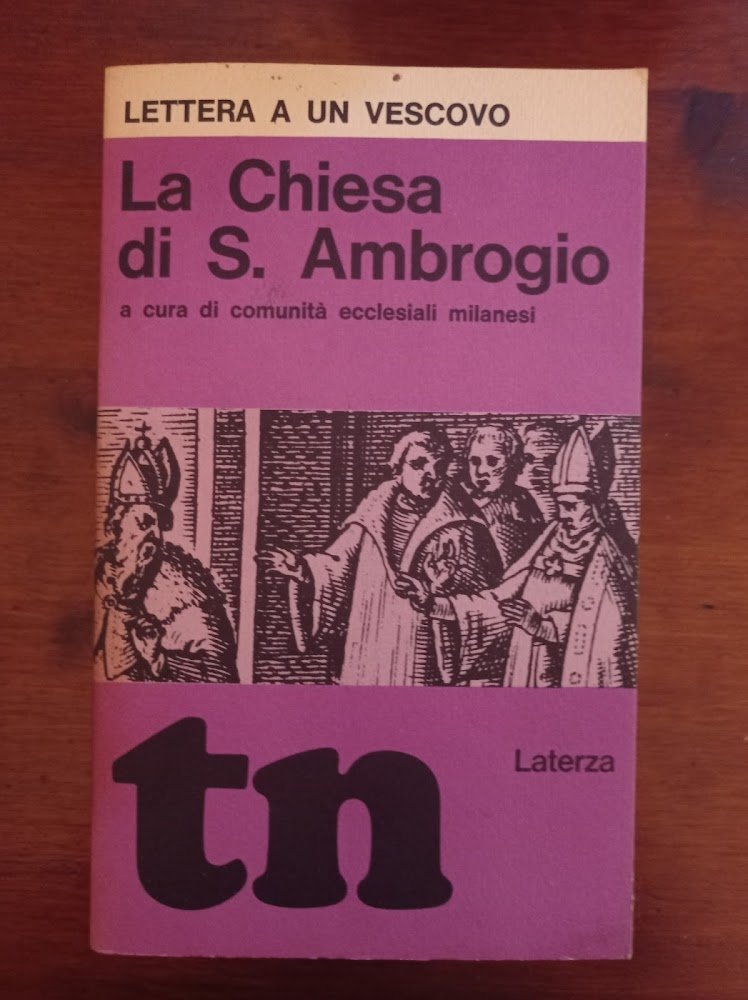 LETTERA A UN VESCOVO
La Chiesa
di S. Ambrogio
a cura di comunità ecclesiali milanesi
tn
Laterza